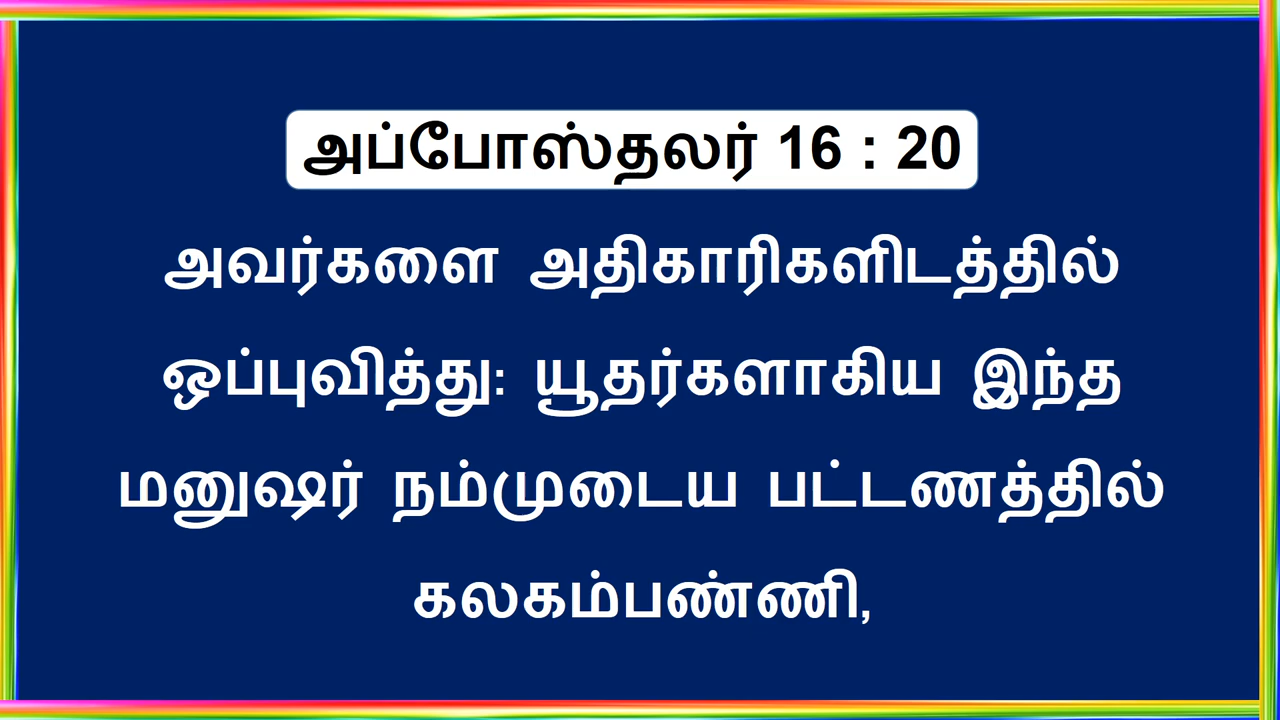 அப்போஸ்தலர் 16 : 20
அவர்களை அதிகாரிகளிடத்தில்
ஒப்புவித்து: யூதர்களாகிய இந்த
மனுஷர் நம்முடைய பட்டணத்தில்
கலகம்பண்ணி,